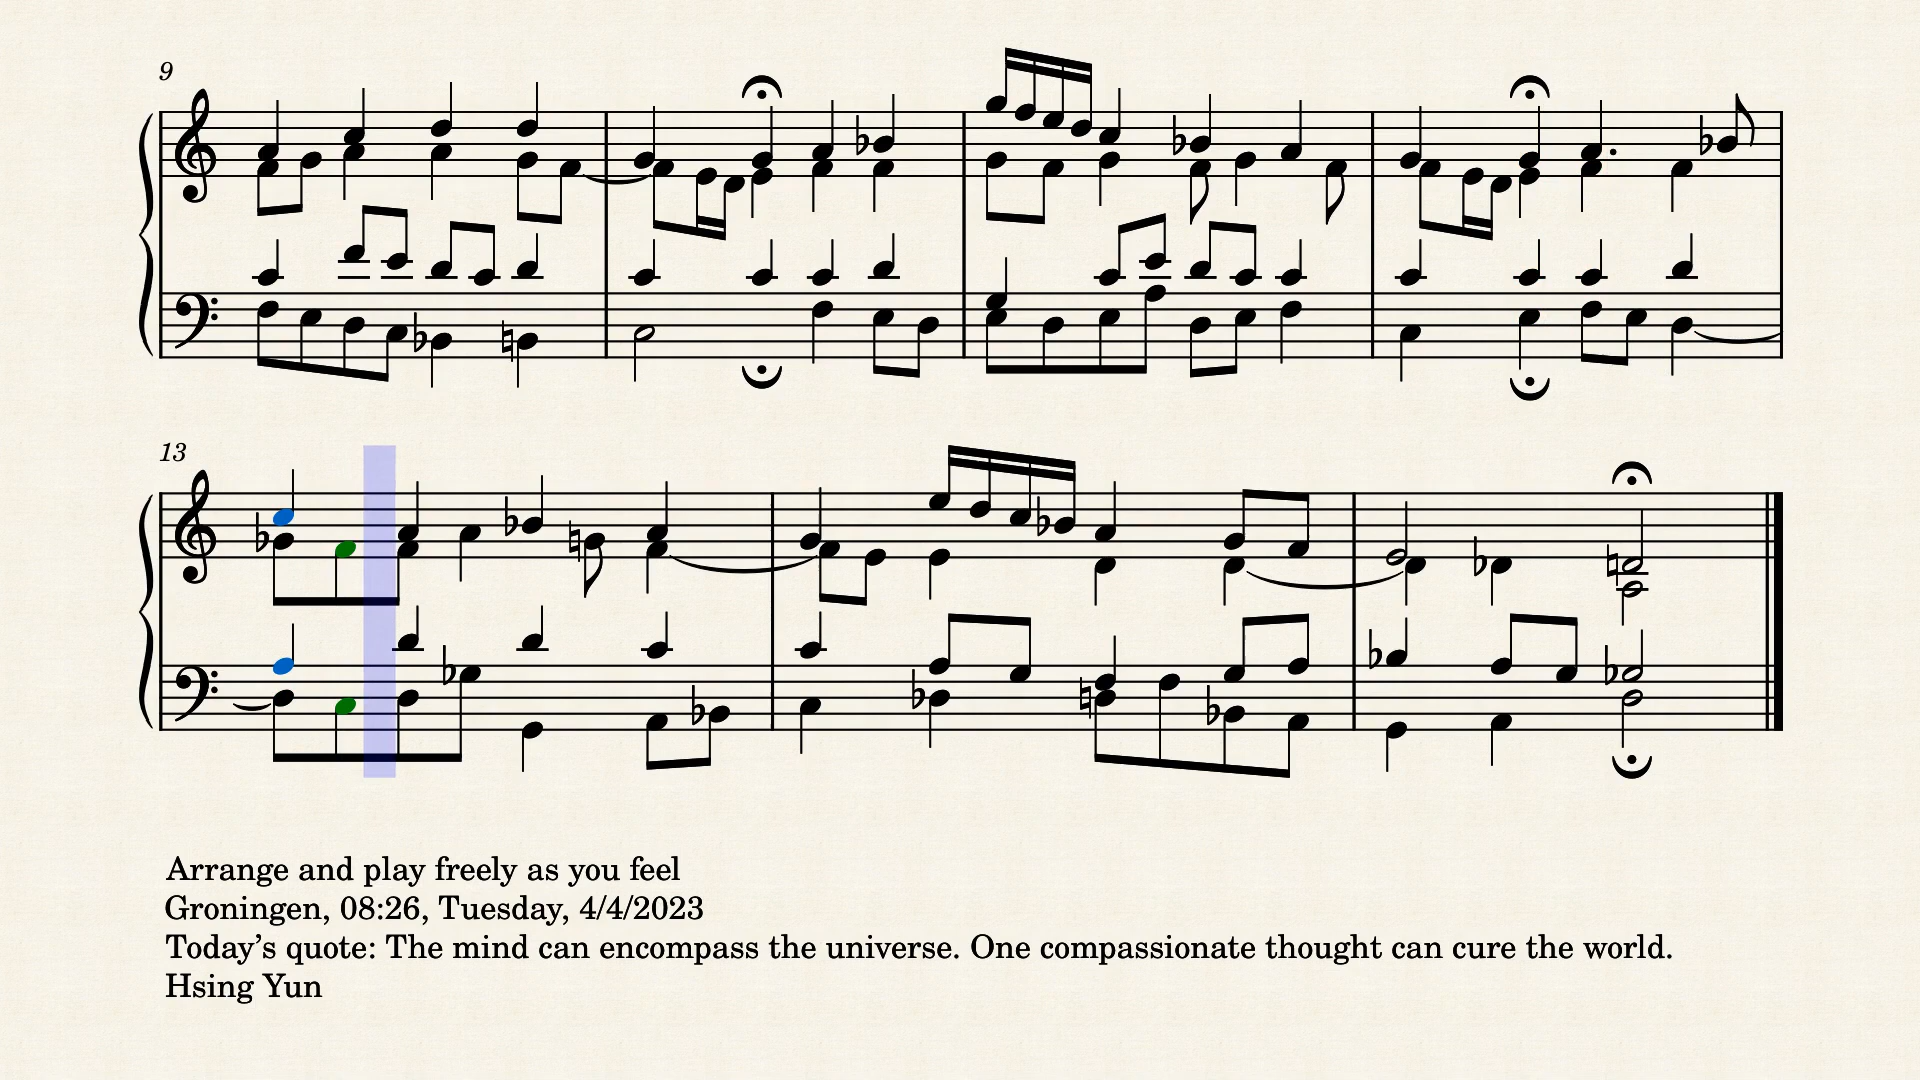 9
13
Arrange and play freely as you feel
Groningen, 08:26, Tuesday, 4/4/2023
Today’s quote: The mind can encompass the universe. One compassionate thought can cure the world.
Hsing Yun